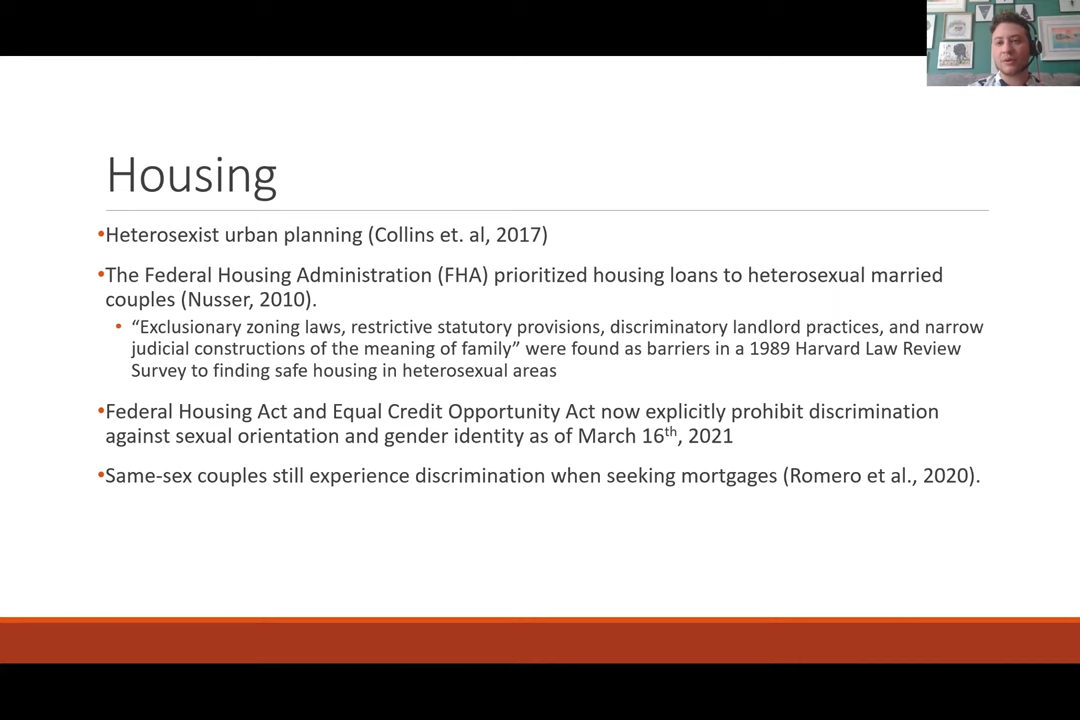 Housing
•Heterosexist urban planning (Collins et. al, 2017)
•The Federal Housing Administration (FHA) prioritized housing loans to heterosexual married
couples (Nusser, 2010).
• “Exclusionary zoning laws, restrictive statutory provisions, discriminatory landlord practices, and narrow
judicial constructions of the meaning of family” were found as barriers in a 1989 Harvard Law Review
Survey to finding safe housing in heterosexual areas
•Federal Housing Act and Equal Credit Opportunity Act now explicitly prohibit discrimination
against sexual orientation and gender identity as of March 16th, 2021
•Same-sex couples still experience discrimination when seeking mortgages (Romero et al., 2020).